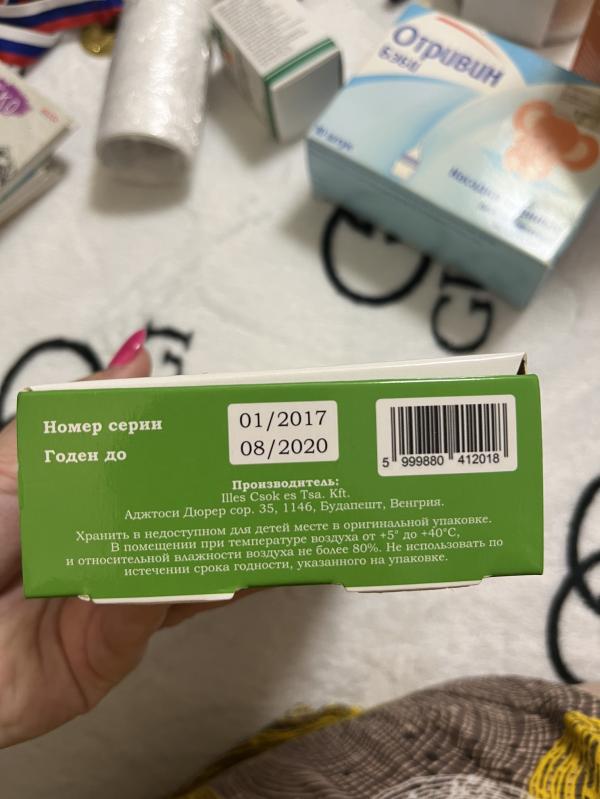 Отривин
БЭБИ
Номер серии
01/2017
Годен до
08/2020
5 999880 412018
Производитель:
Illes Csok es Tsa. Kft.
Аджтоси Дюрер сор. 35, 1146, Будапешт, Венгрия.
Хранить в недоступном для детей месте в оригинальной упаковке.
В помещении при температуре воздуха от +5° до +40°C,
и относительной влажности воздуха не более 80%. Не использовать по
истечении срока годности, указанного на упаковке.